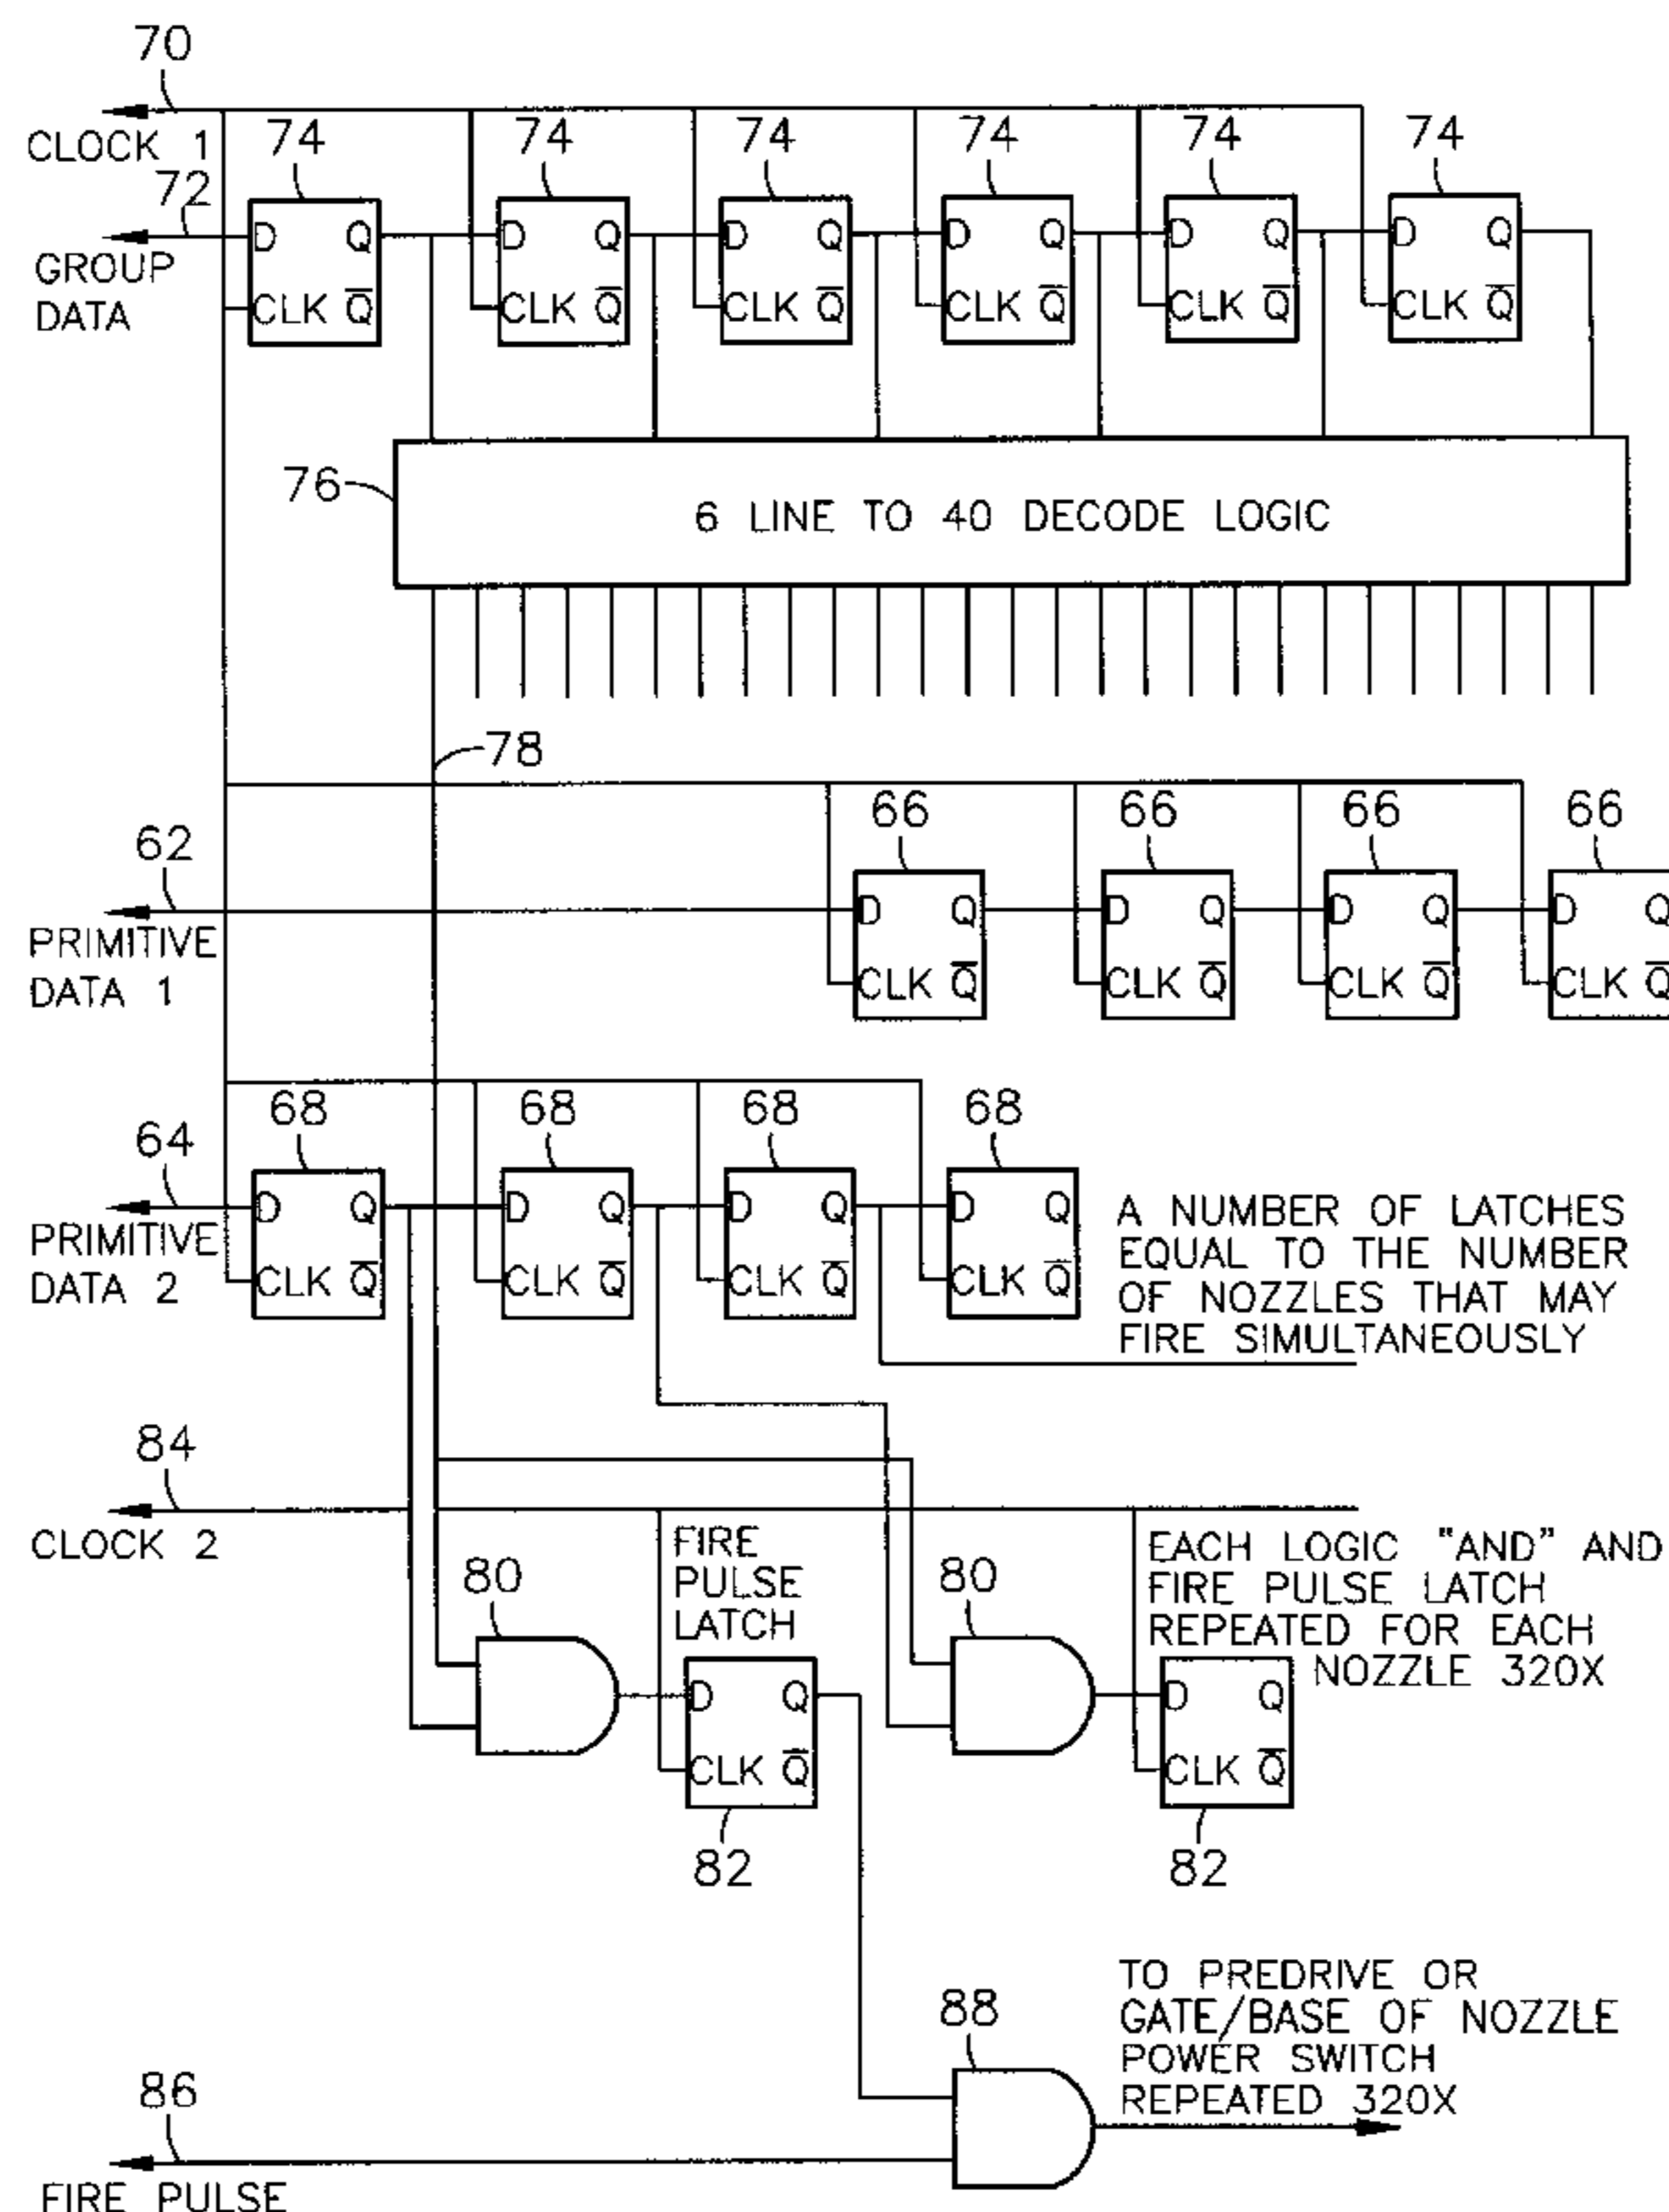 70
CLOCK 1
74 74 74 74 74 74
72
D Q D Q D Q D Q D Q D Q
GROUP
DATA
CLK Q̅ CLK Q̅ CLK Q̅ CLK Q̅ CLK Q̅ CLK Q̅
76
6 LINE TO 40 DECODE LOGIC
78
66 66 66 66
62
D Q D Q D Q D Q
PRIMITIVE
DATA 1
CLK Q̅ CLK Q̅ CLK Q̅ CLK Q̅
68 68 68 68
64
D Q D Q D Q D Q
PRIMITIVE
DATA 2
CLK Q̅ CLK Q̅ CLK Q̅ CLK Q̅
A NUMBER OF LATCHES
EQUAL TO THE NUMBER
OF NOZZLES THAT MAY
FIRE SIMULTANEOUSLY
84
CLOCK 2
80
FIRE
PULSE
LATCH
80
EACH LOGIC "AND" AND
FIRE PULSE LATCH
REPEATED FOR EACH
NOZZLE 320X
D Q D Q
CLK Q̅ CLK Q̅
82 82
88
TO PREDRIVE OR
GATE/BASE OF NOZZLE
POWER SWITCH
REPEATED 320X
86
FIRE PULSE